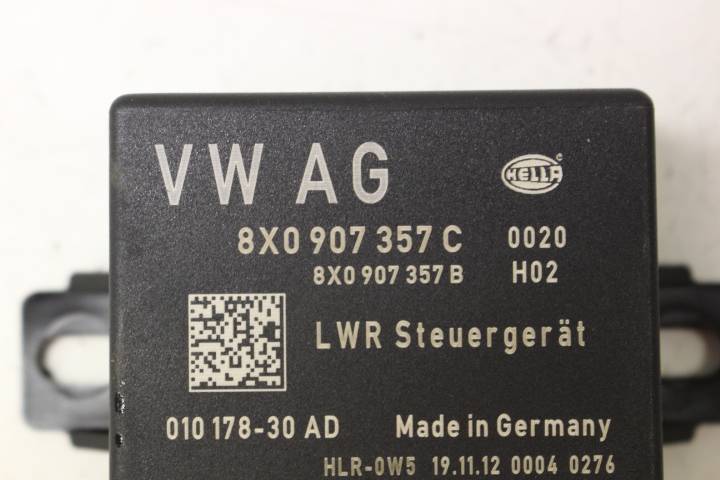 VW AG HELLA ®
8X0 907 357 C 0020
8X0 907 357 B H02
LWR Steuergerät
010 178-30 AD Made in Germany
HLR-0W5 19.11.12 0004 0276